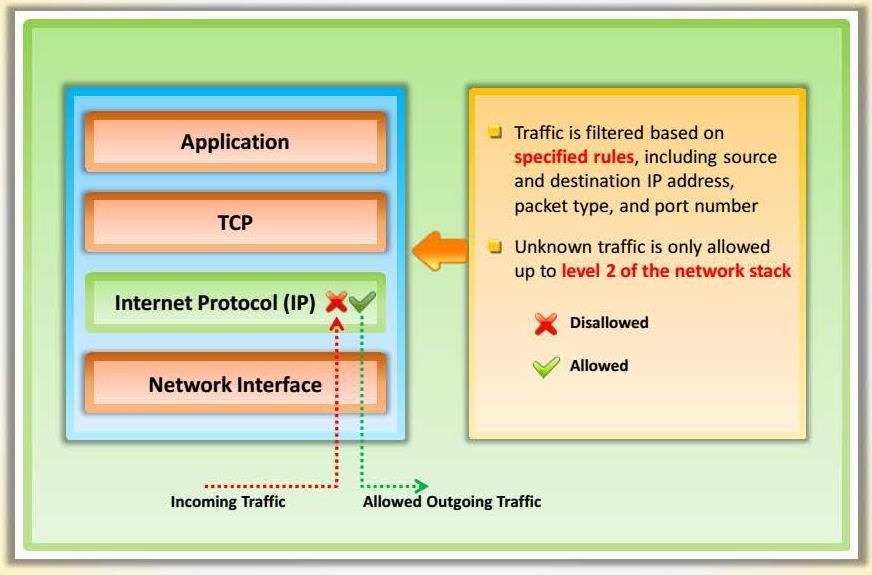 Application
TCP
Internet Protocol (IP)
Network Interface
Incoming Traffic
Allowed Outgoing Traffic
Traffic is filtered based on
specified rules, including source
and destination IP address,
packet type, and port number
Unknown traffic is only allowed
up to level 2 of the network stack
Disallowed
Allowed